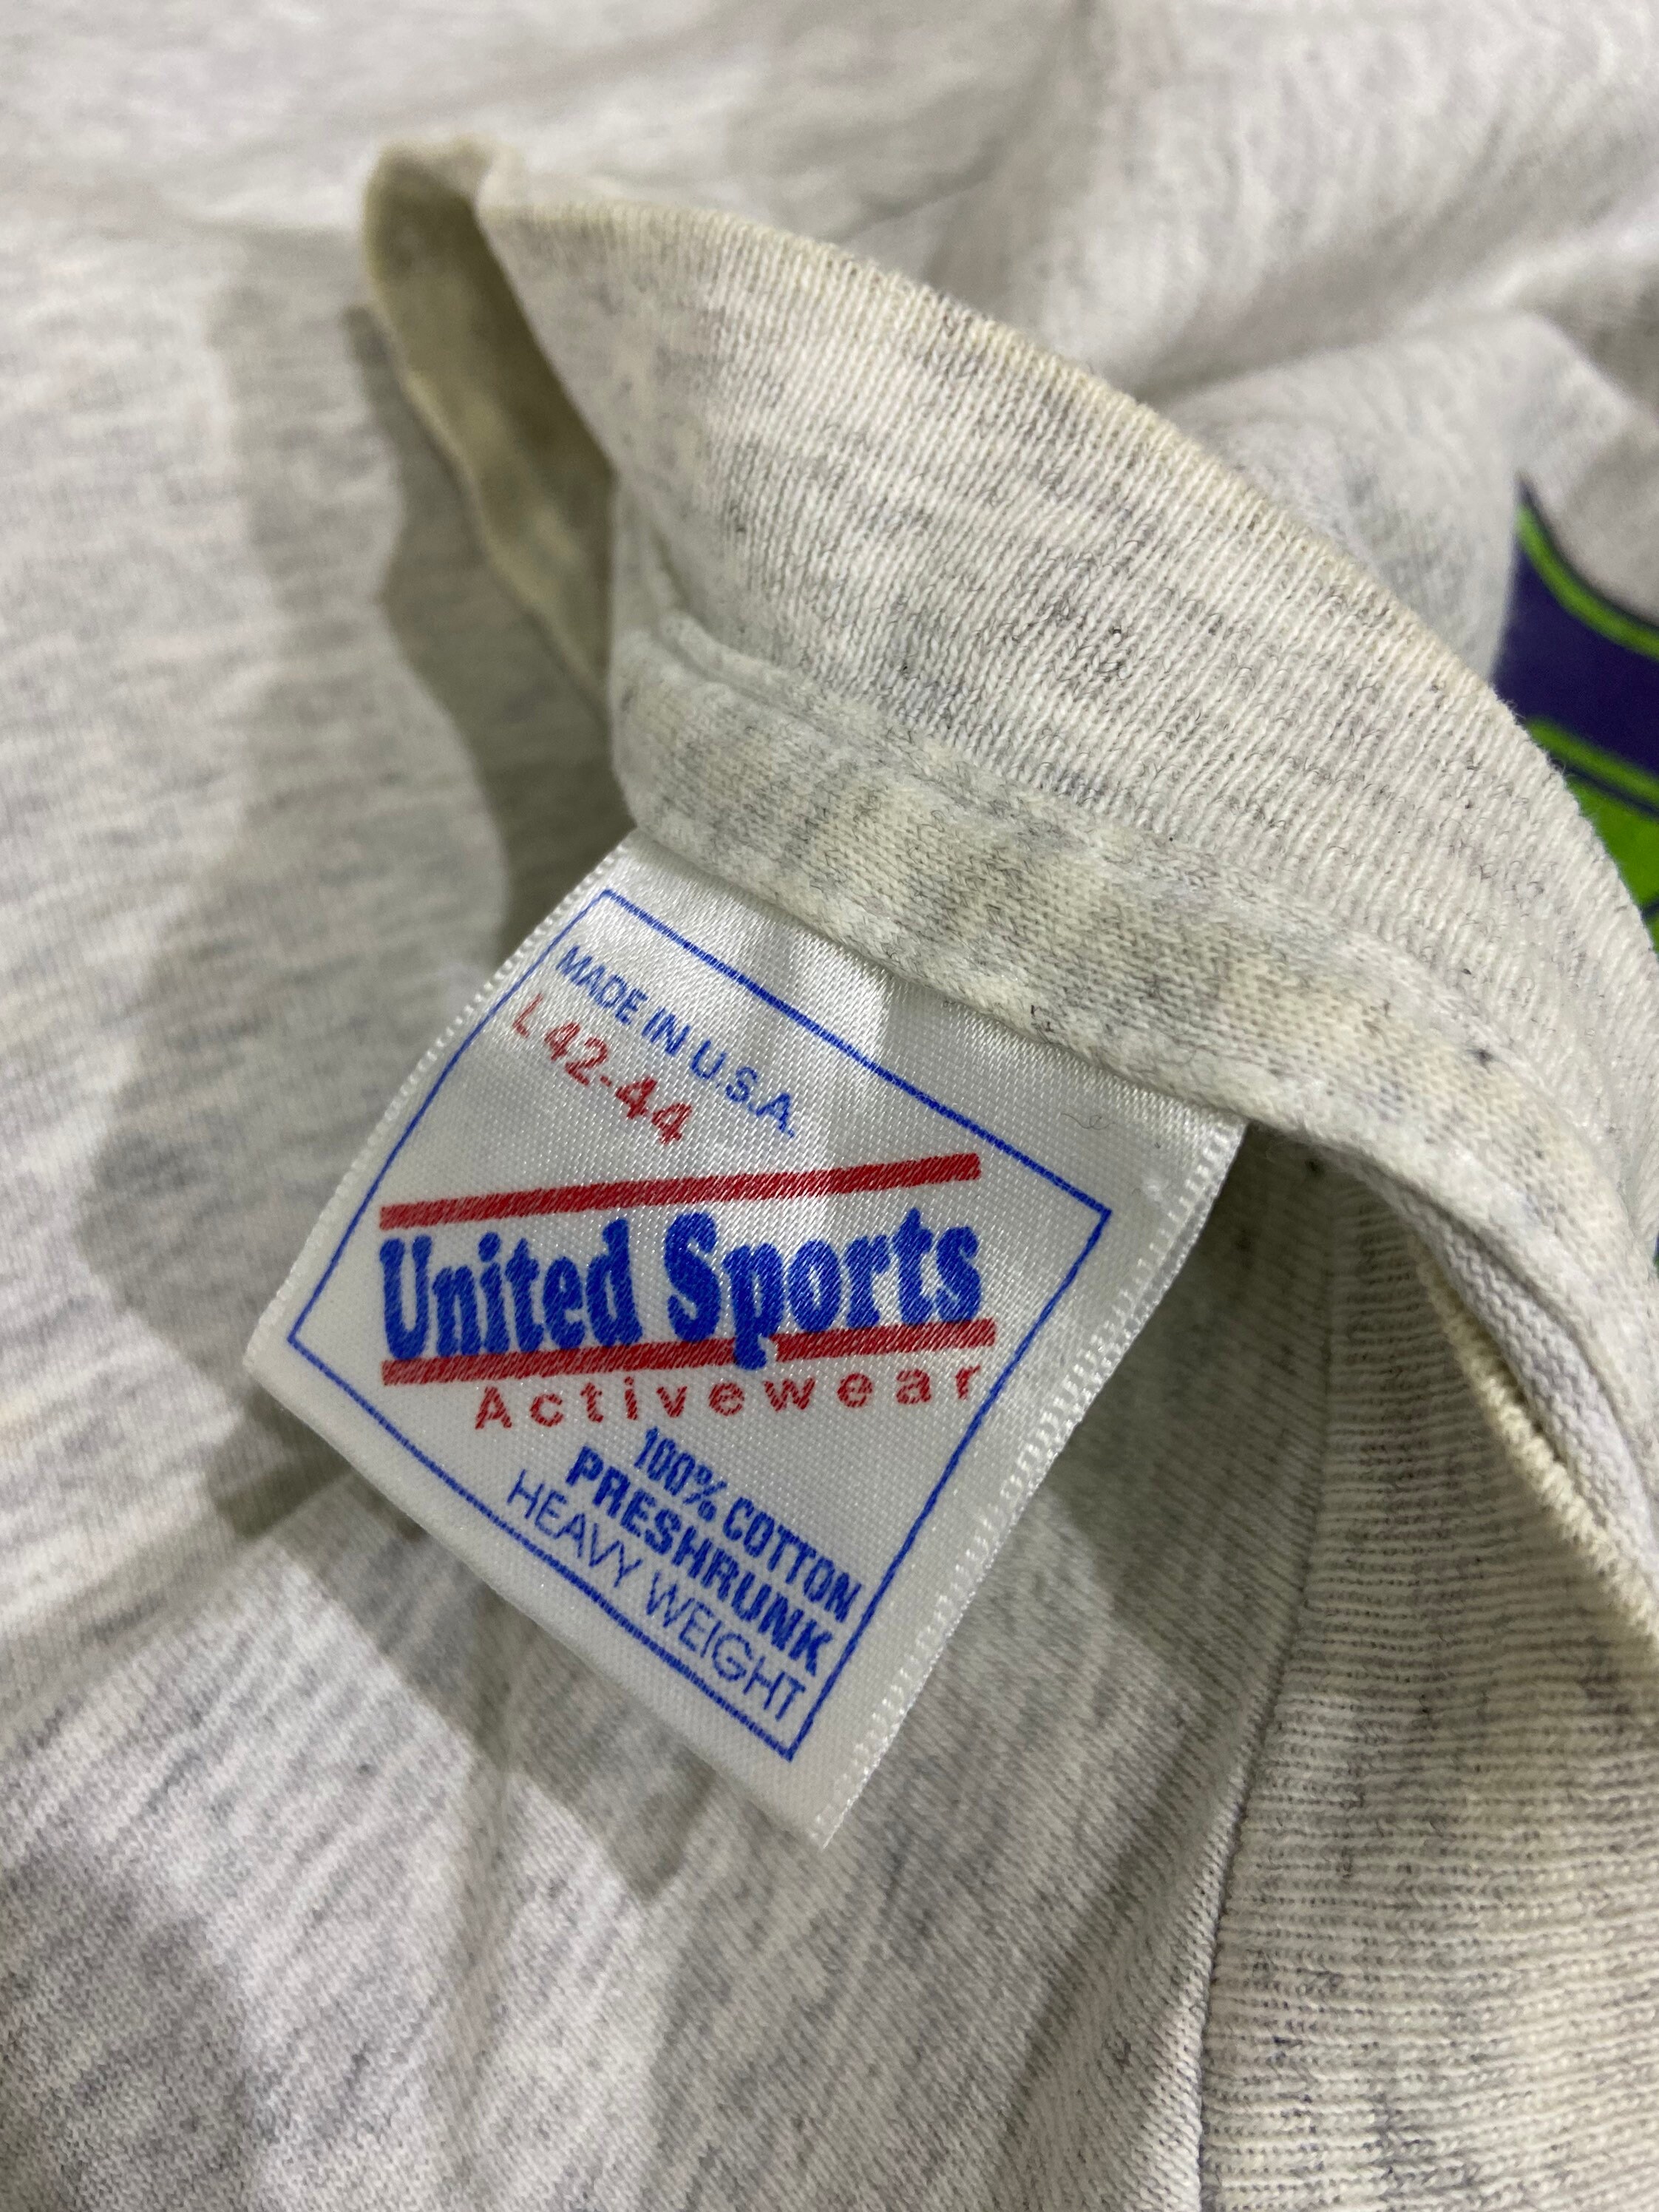 MADE IN U.S.A.
L 42-44
United Sports
Activewear
100% COTTON
PRESHRUNK
HEAVY WEIGHT